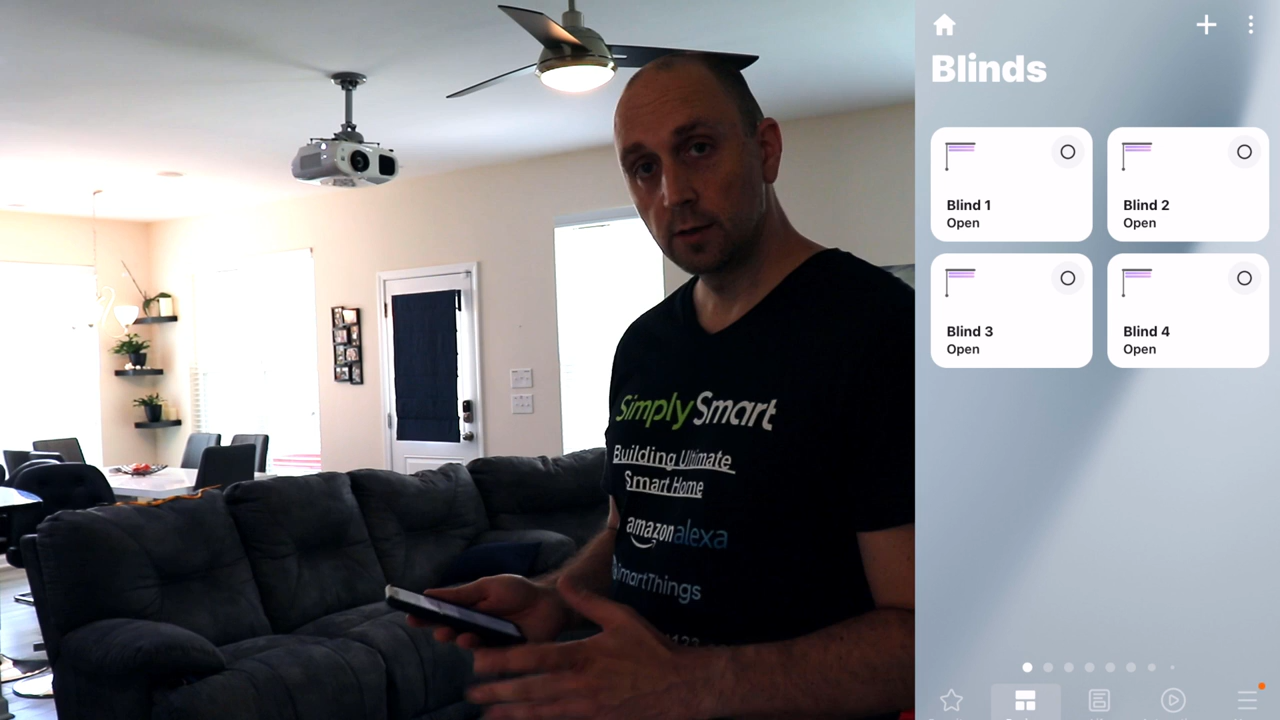 SimplySmart
Building Ultimate
Smart Home
amazon alexa
SmartThings
Blinds
Blind 1
Open
Blind 2
Open
Blind 3
Open
Blind 4
Open